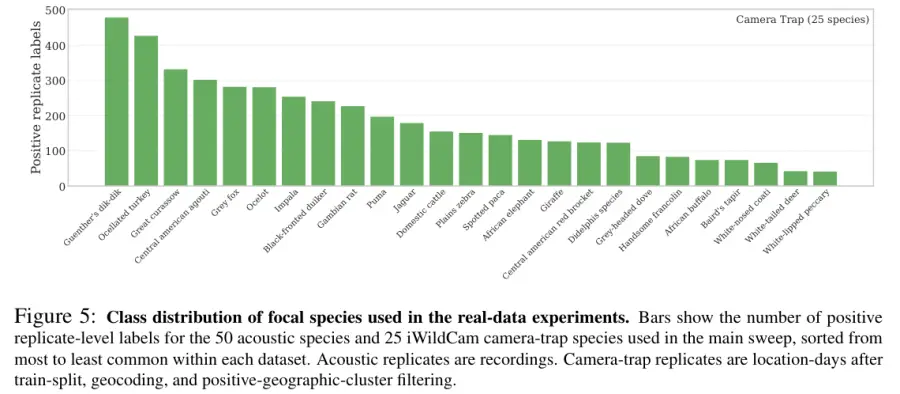 500
400
300
200
100
0
Positive replicate labels
Camera Trap (25 species)
Guenther's dik-dik
Ocellated turkey
Great curassow
Central american agouti
Grey fox
Ocelot
Impala
Black-fronted duiker
Gambian rat
Puma
Jaguar
Domestic cattle
Plains zebra
Spotted paca
African elephant
Giraffe
Central american red brocket
Didelphis species
Grey-headed dove
Handsome francolin
African buffalo
Baird's tapir
White-nosed coati
White-tailed deer
White-lipped peccary
Figure 5: Class distribution of focal species used in the real-data experiments. Bars show the number of positive
replicate-level labels for the 50 acoustic species and 25 iWildCam camera-trap species used in the main sweep, sorted from
most to least common within each dataset. Acoustic replicates are recordings. Camera-trap replicates are location-days after
train-split, geocoding, and positive-geographic-cluster filtering.